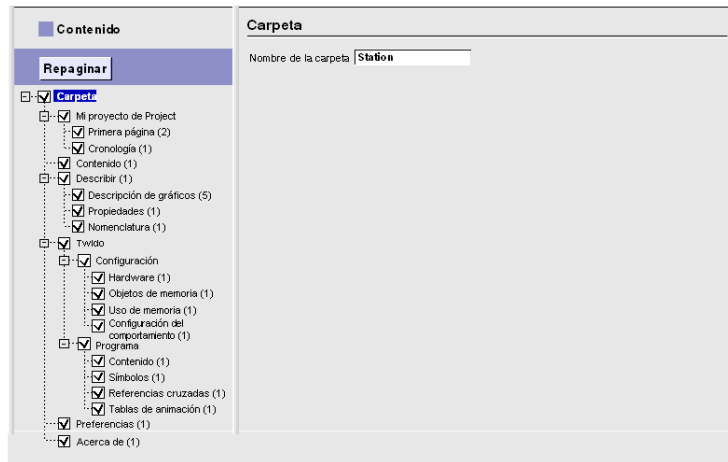 Contenido
Repaginar
Carpeta
Mi proyecto de Project
Primera página (2)
Cronología (1)
Contenido (1)
Describir (1)
Descripción de gráficos (5)
Propiedades (1)
Nomenclatura (1)
Twido
Configuración
Hardware (1)
Objetos de memoria (1)
Uso de memoria (1)
Configuración del
comportamiento (1)
Programa
Contenido (1)
Símbolos (1)
Referencias cruzadas (1)
Tablas de animación (1)
Preferencias (1)
Acerca de (1)
Carpeta
Nombre de la carpeta Station